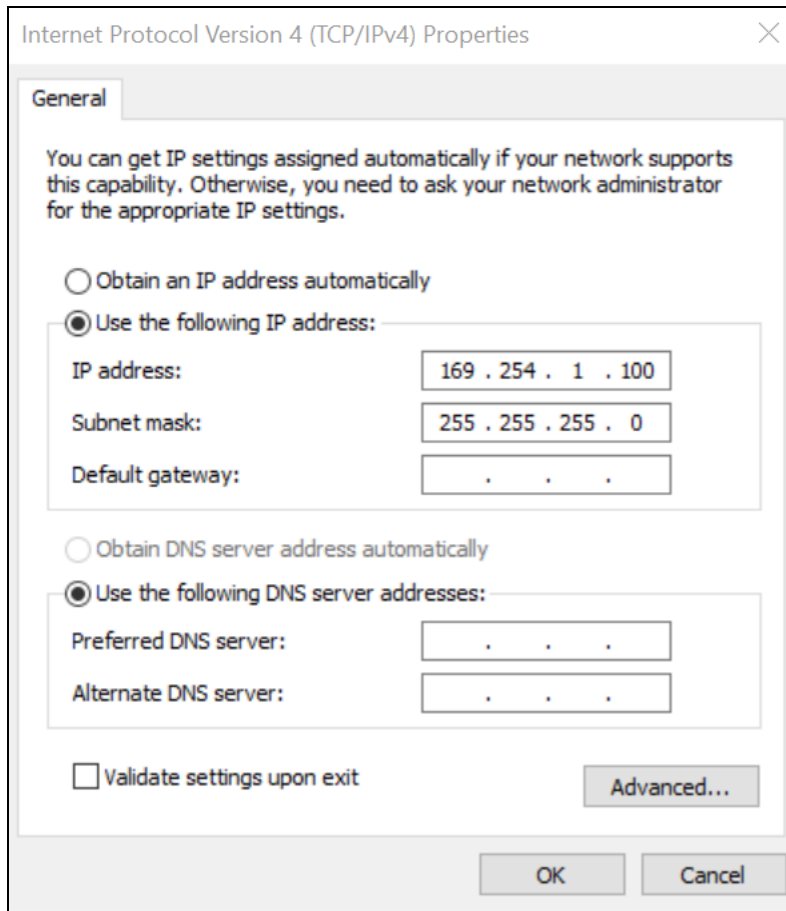 Internet Protocol Version 4 (TCP/IPv4) Properties
General
You can get IP settings assigned automatically if your network supports
this capability. Otherwise, you need to ask your network administrator
for the appropriate IP settings.
Obtain an IP address automatically
Use the following IP address:
IP address: 169 . 254 . 1 . 100
Subnet mask: 255 . 255 . 255 . 0
Default gateway: . . .
Obtain DNS server address automatically
Use the following DNS server addresses:
Preferred DNS server: . . .
Alternate DNS server: . . .
Validate settings upon exit
Advanced...
OK Cancel